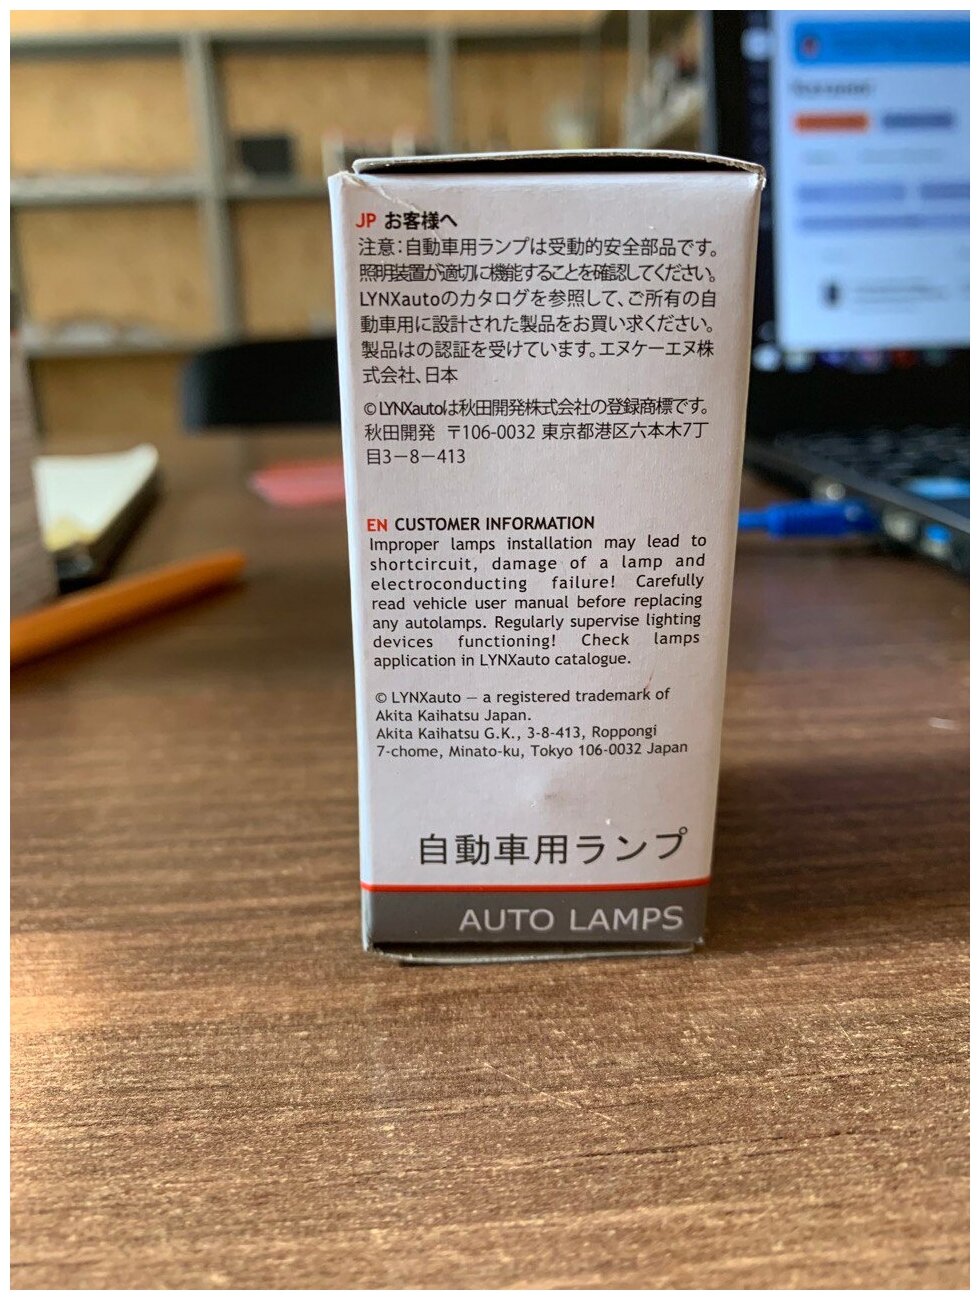 JP お客様へ
注意：自動車用ランプは受動的安全部品です。
照明装置が適切に機能することを確認してください。
LYNXautoのカタログを参照して、ご所有の自
動車用に設計された製品をお買い求ください。
製品はの認証を受けています。エヌケーエヌ株
式会社、日本
© LYNXautoは秋田開発株式会社の登録商標です。
秋田開発 〒106-0032 東京都港区六本木7丁
目3－8－413
EN CUSTOMER INFORMATION
Improper lamps installation may lead to
shortcircuit, damage of a lamp and
electroconducting failure! Carefully
read vehicle user manual before replacing
any autolamps. Regularly supervise lighting
devices functioning! Check lamps
application in LYNXauto catalogue.
© LYNXauto — a registered trademark of
Akita Kaihatsu Japan.
Akita Kaihatsu G.K., 3-8-413, Roppongi
7-chome, Minato-ku, Tokyo 106-0032 Japan
自動車用ランプ
AUTO LAMPS